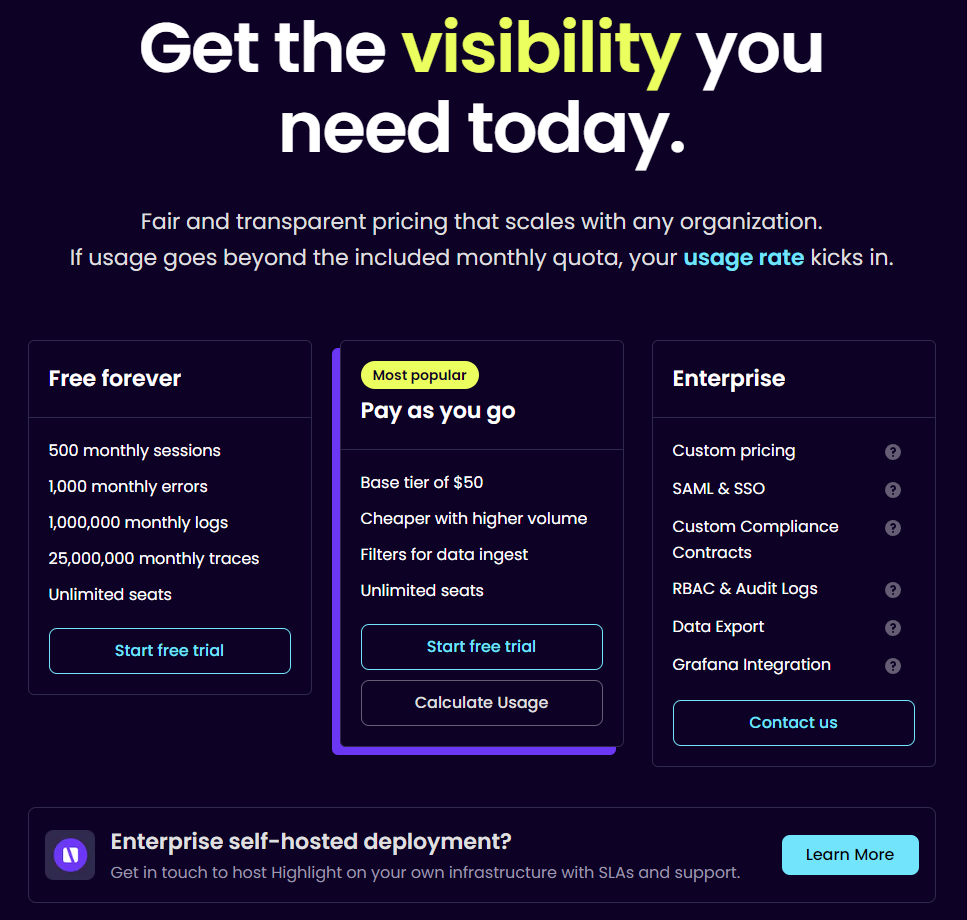 Get the visibility you
need today.
Fair and transparent pricing that scales with any organization.
If usage goes beyond the included monthly quota, your usage rate kicks in.
Free forever
500 monthly sessions
1,000 monthly errors
1,000,000 monthly logs
25,000,000 monthly traces
Unlimited seats
Start free trial
Most popular
Pay as you go
Base tier of $50
Cheaper with higher volume
Filters for data ingest
Unlimited seats
Start free trial
Calculate Usage
Enterprise
Custom pricing ?
SAML & SSO ?
Custom Compliance ?
Contracts
RBAC & Audit Logs ?
Data Export ?
Grafana Integration ?
Contact us
Enterprise self-hosted deployment?
Get in touch to host Highlight on your own infrastructure with SLAs and support.
Learn More